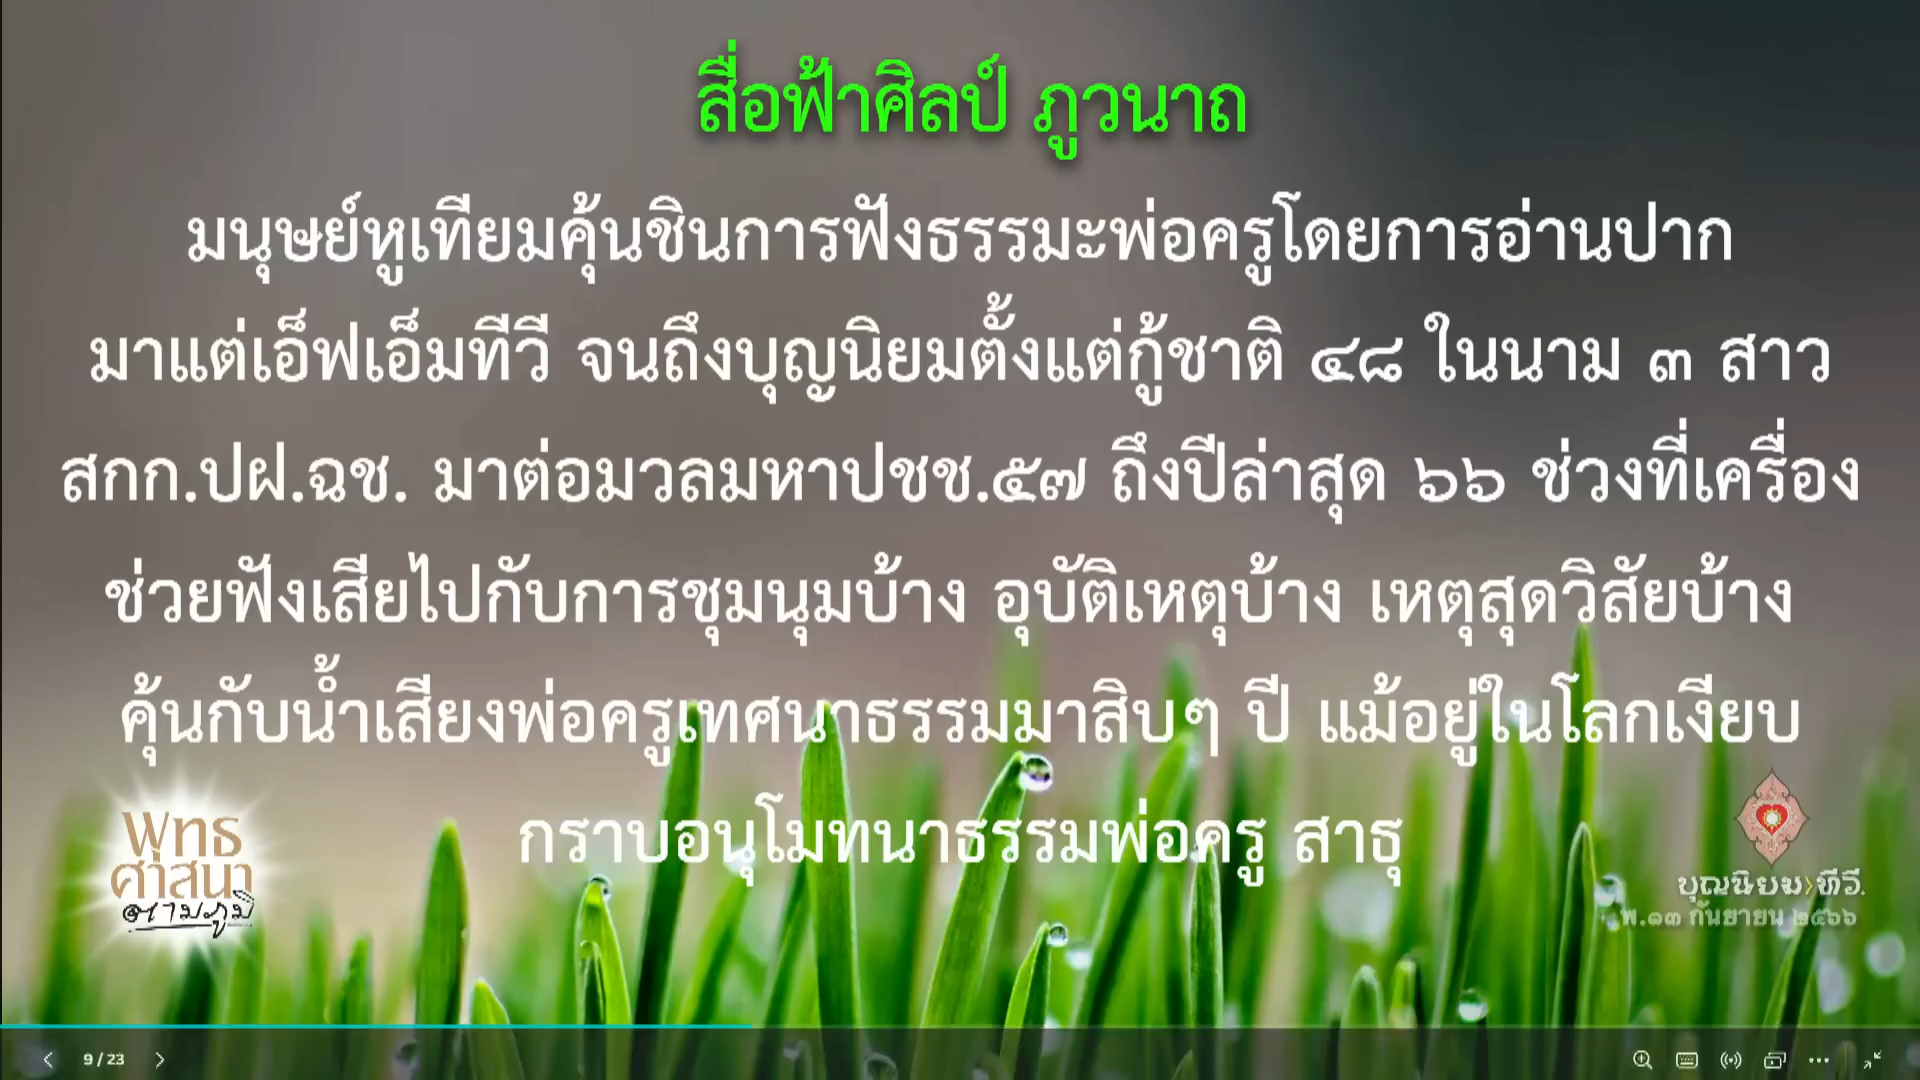 สื่อฟ้าศิลป์ ภูวนาถ
มนุษย์หูเทียมคุ้นชินการฟังธรรมะพ่อครูโดยการอ่านปาก
มาแต่เอ็ฟเอ็มทีวี จนถึงบุญนิยมตั้งแต่กู้ชาติ ๔๘ ในนาม ๓ สาว
สกก.ปฝ.ฉช. มาต่อมวลมหาปชช.๕๗ ถึงปีล่าสุด ๖๖ ช่วงที่เครื่อง
ช่วยฟังเสียไปกับการชุมนุมบ้าง อุบัติเหตุบ้าง เหตุสุดวิสัยบ้าง
คุ้นกับน้ำเสียงพ่อครูเทศนาธรรมมาสิบๆ ปี แม้อยู่ในโลกเงียบ
กราบอนุโมทนาธรรมพ่อครู สาธุ
พุทธ
ศาสนา
ตามภูมิ
บุญนิยม>ทีวี.
พ.๑๓ กันยายน ๒๕๖๖
9 / 23